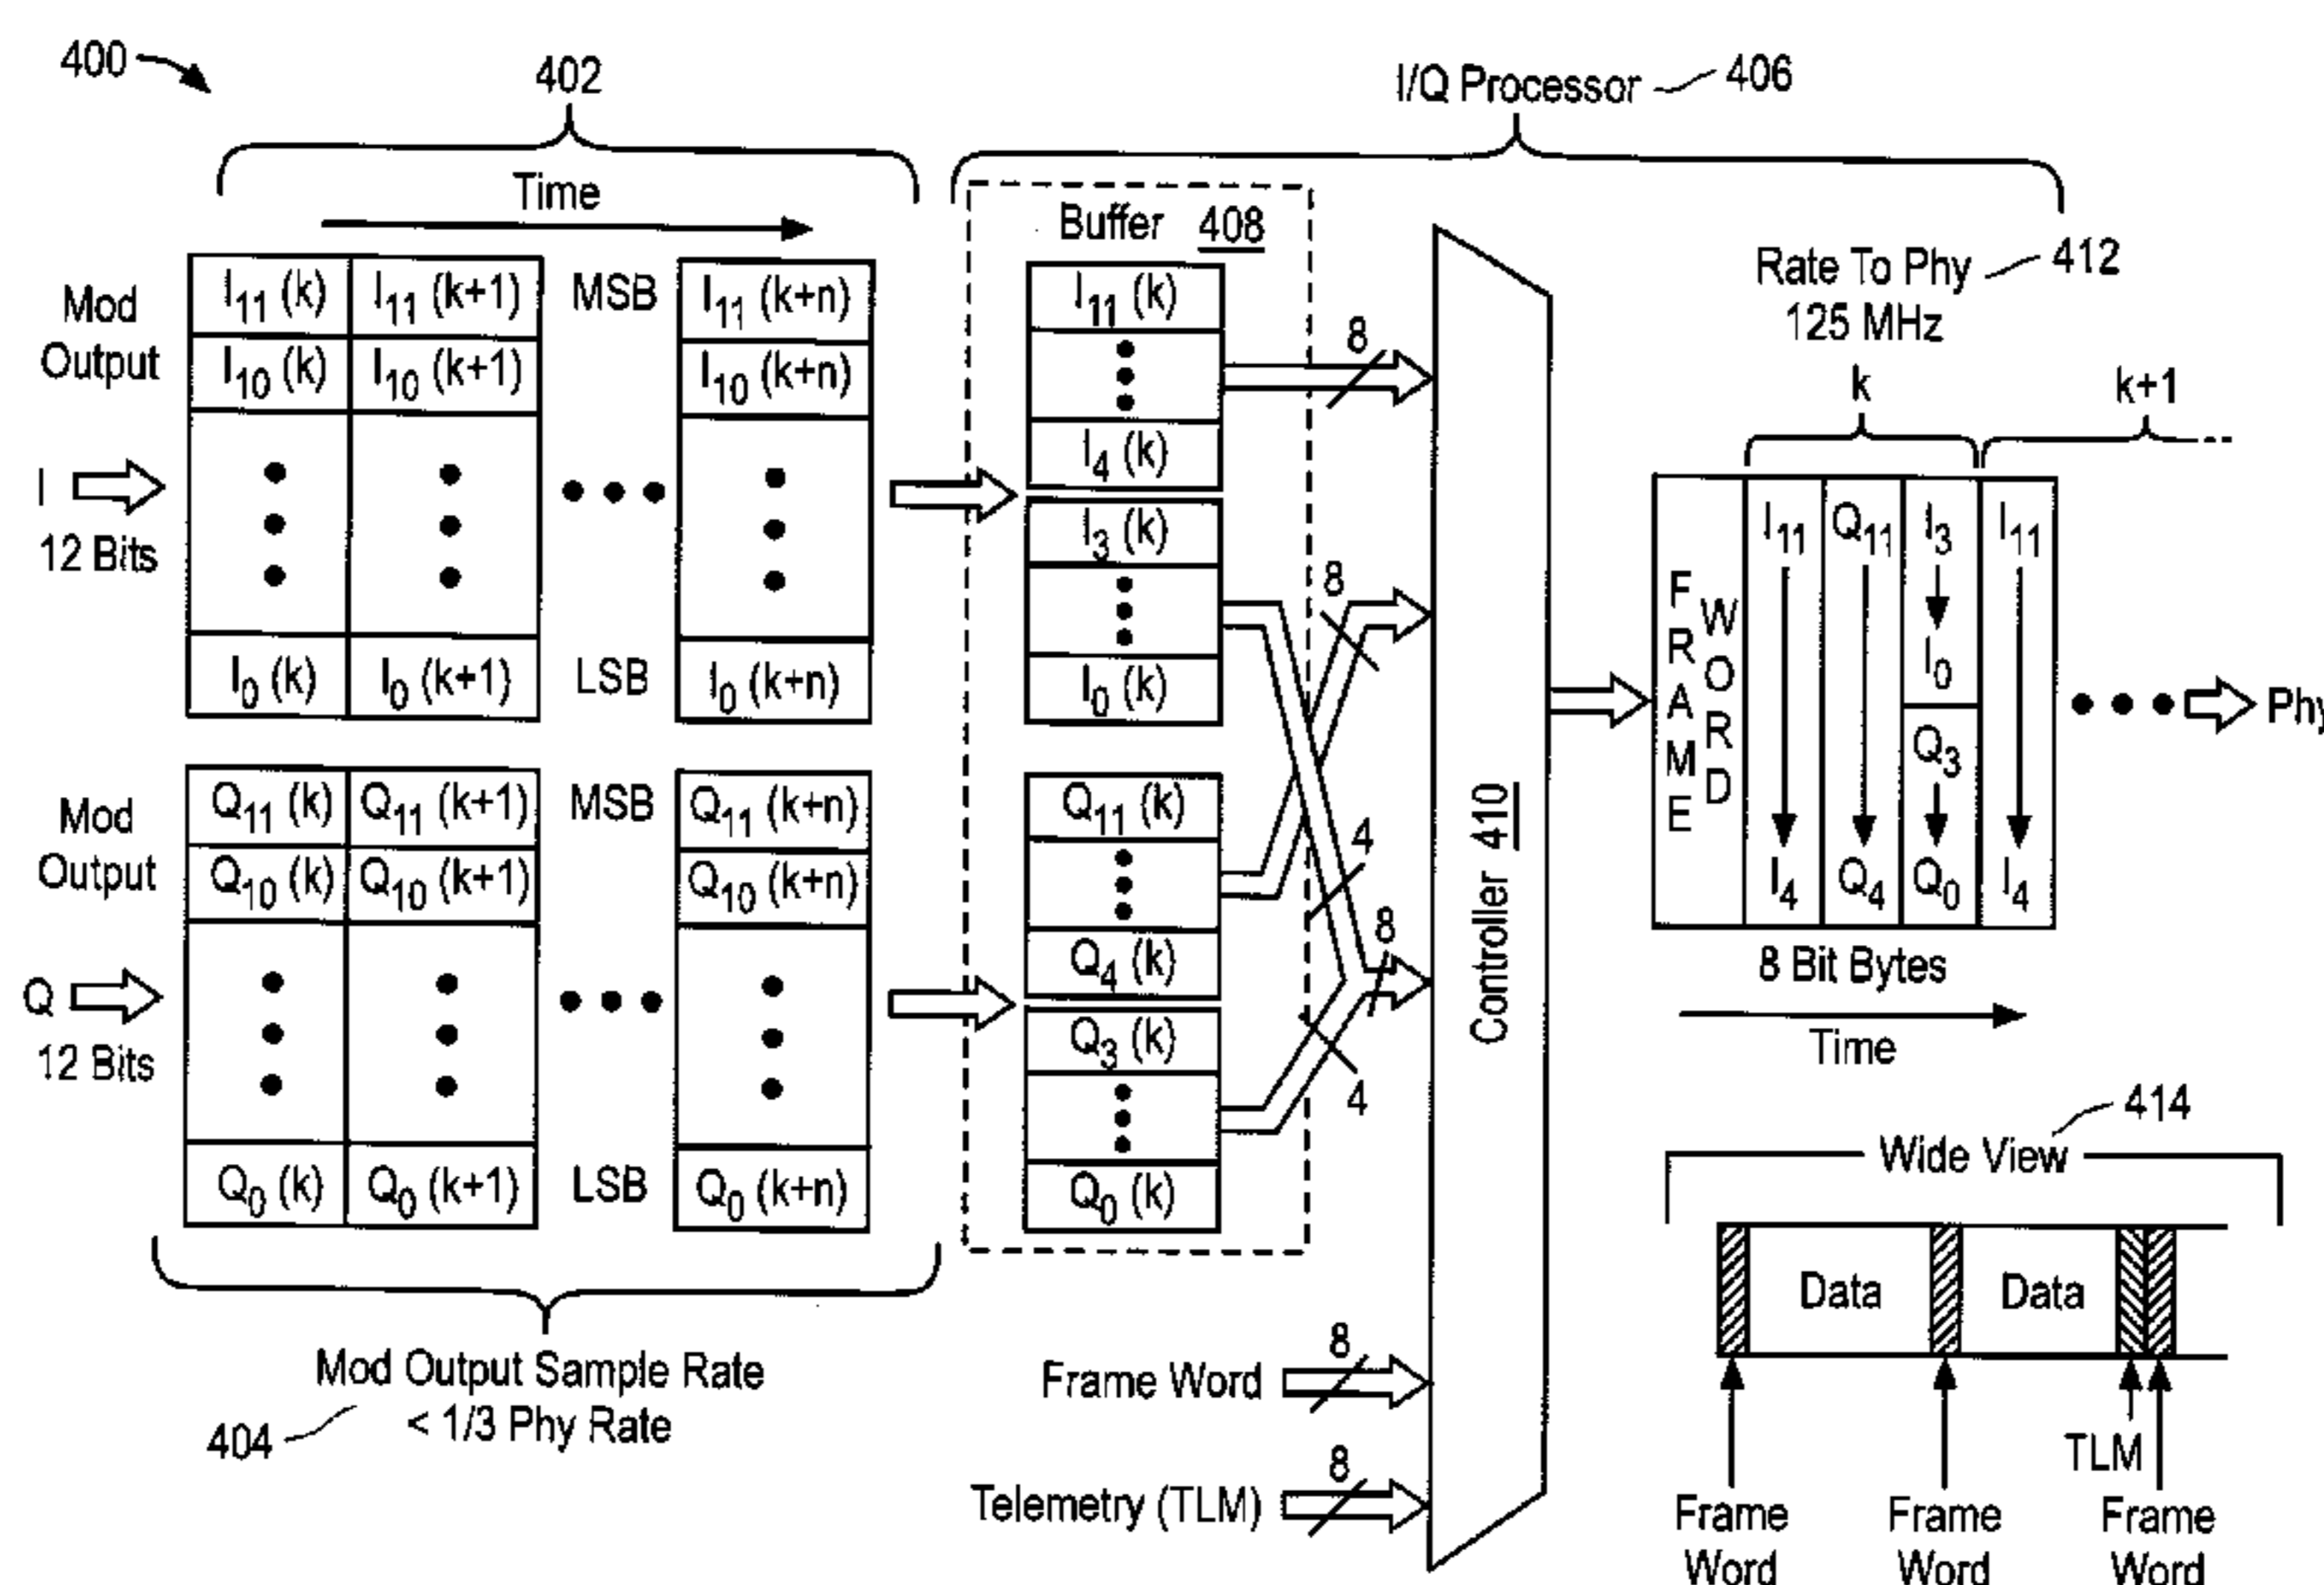 400
402
I/Q Processor 406
Time
Buffer 408
Rate To Phy 412
125 MHz
Mod
Output
I
12 Bits
I11 (k) I11 (k+1) MSB I11 (k+n)
I10 (k) I10 (k+1) I10 (k+n)
I0 (k) I0 (k+1) LSB I0 (k+n)
Mod
Output
Q
12 Bits
Q11 (k) Q11 (k+1) MSB Q11 (k+n)
Q10 (k) Q10 (k+1) Q10 (k+n)
Q0 (k) Q0 (k+1) LSB Q0 (k+n)
Mod Output Sample Rate
< 1/3 Phy Rate
404
I11 (k)
I4 (k)
I3 (k)
I0 (k)
Q11 (k)
Q4 (k)
Q3 (k)
Q0 (k)
8
8
4
8
4
Frame Word 8
Telemetry (TLM) 8
Controller 410
k k+1
FRAME
WORD
I11 Q11 I3 I11
I0
Q3
I4 Q4 Q0 I4
Phy
8 Bit Bytes
Time
414
Wide View
Data Data
TLM
Frame Frame Frame
Word Word Word